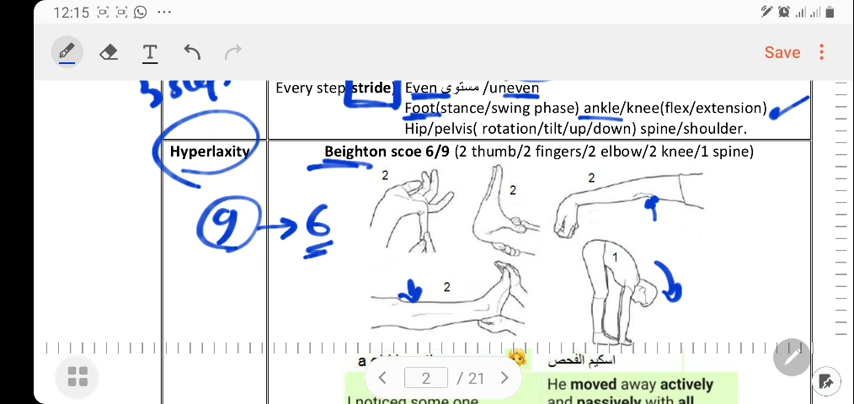 12:15
Save
3 step.
Every step(stride) Even مستوي /uneven
Foot(stance/swing phase) ankle/knee(flex/extension)
Hip/pelvis( rotation/tilt/up/down) spine/shoulder.
Hyperlaxity
Beighton scoe 6/9 (2 thumb/2 fingers/2 elbow/2 knee/1 spine)
2
2
2
9 → 6
1
2
اسكيم الفحص
2 / 21
He moved away actively
I noticed some one
and passively with all